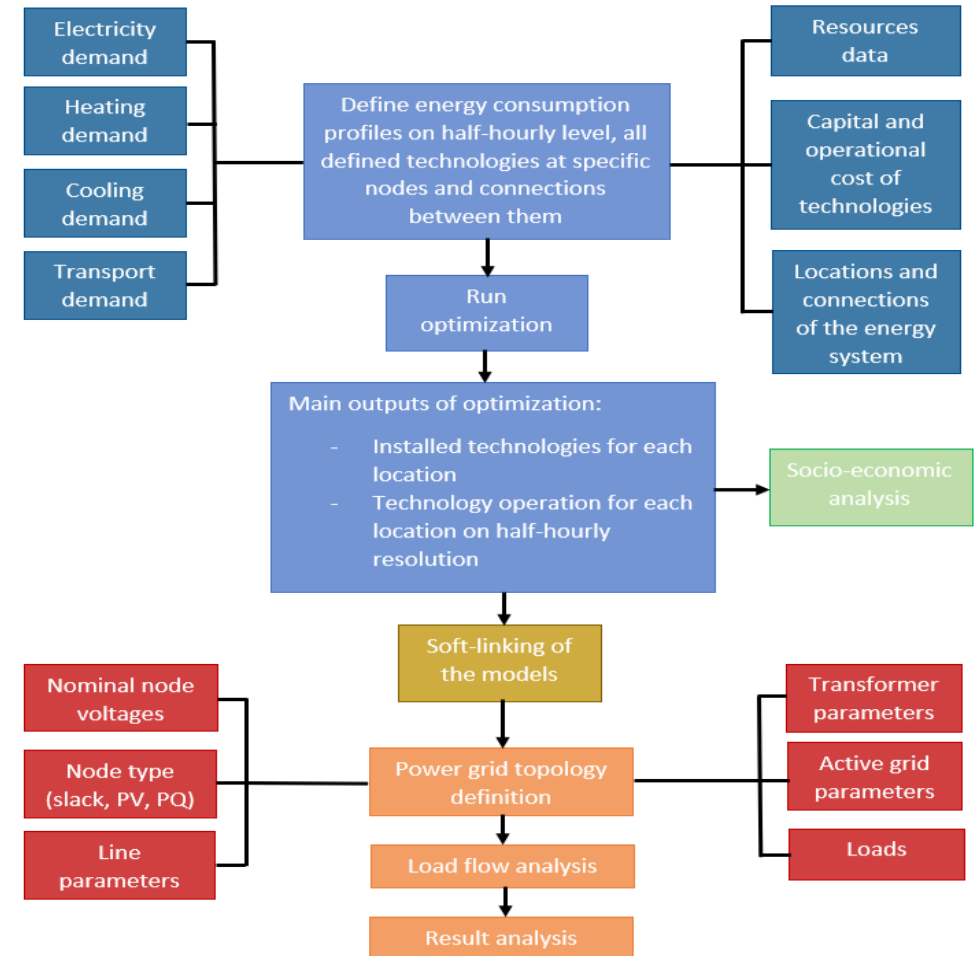 Electricity
demand
Heating
demand
Cooling
demand
Transport
demand
Define energy consumption
profiles on half-hourly level, all
defined technologies at specific
nodes and connections
between them
Resources
data
Capital and
operational
cost of
technologies
Locations and
connections
of the energy
system
Run
optimization
Main outputs of optimization:
- Installed technologies for each
location
- Technology operation for each
location on half-hourly
resolution
Socio-economic
analysis
Soft-linking of
the models
Nominal node
voltages
Node type
(slack, PV, PQ)
Line
parameters
Power grid topology
definition
Transformer
parameters
Active grid
parameters
Loads
Load flow analysis
Result analysis